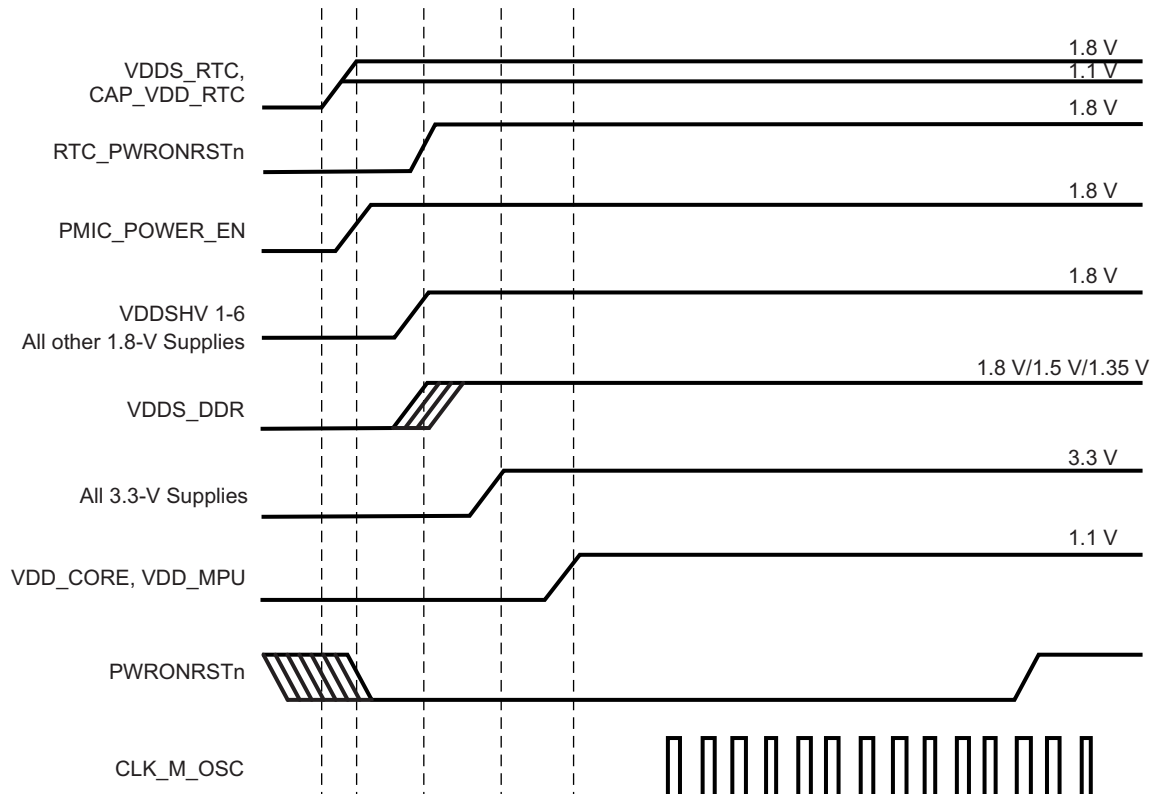 1.8 V
VDDS_RTC,
CAP_VDD_RTC
1.1 V
1.8 V
RTC_PWRONRSTn
1.8 V
PMIC_POWER_EN
1.8 V
VDDSHV 1-6
All other 1.8-V Supplies
1.8 V/1.5 V/1.35 V
VDDS_DDR
3.3 V
All 3.3-V Supplies
1.1 V
VDD_CORE, VDD_MPU
PWRONRSTn
CLK_M_OSC